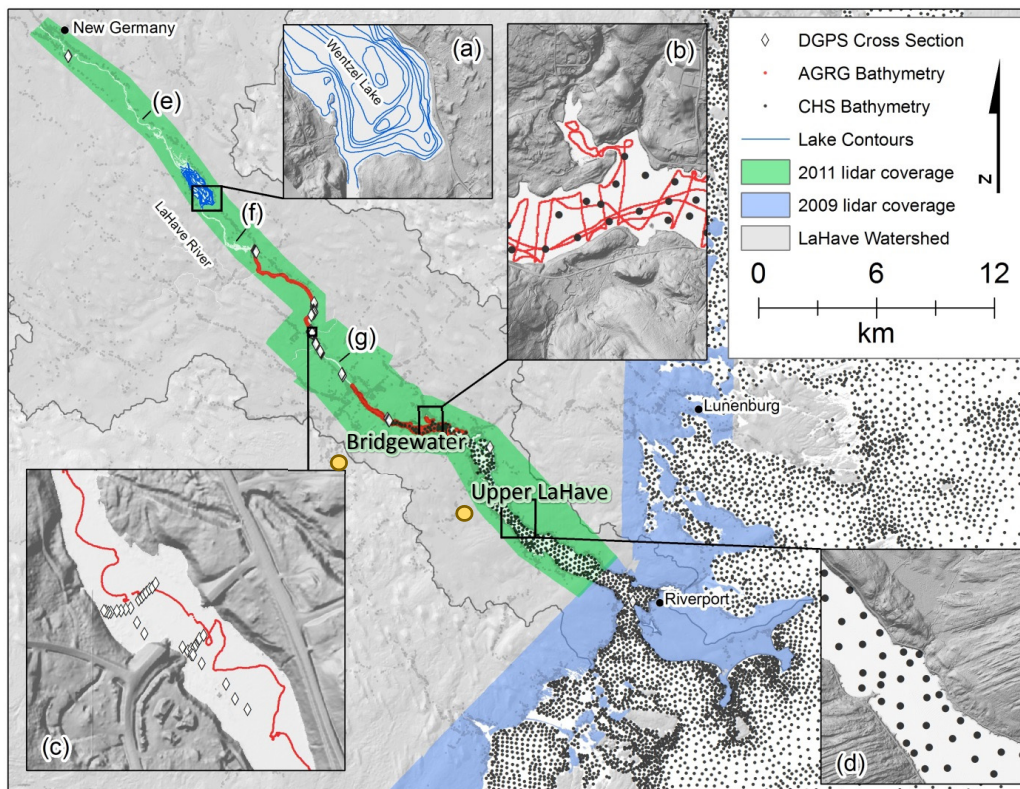 New Germany
(e)
(a)
Wentzel Lake
(b)
DGPS Cross Section
AGRG Bathymetry
CHS Bathymetry
Lake Contours
2011 lidar coverage
2009 lidar coverage
LaHave Watershed
N
0 6 12
km
LaHave River
(f)
(g)
Lunenburg
Bridgewater
Upper LaHave
Riverport
(c)
(d)